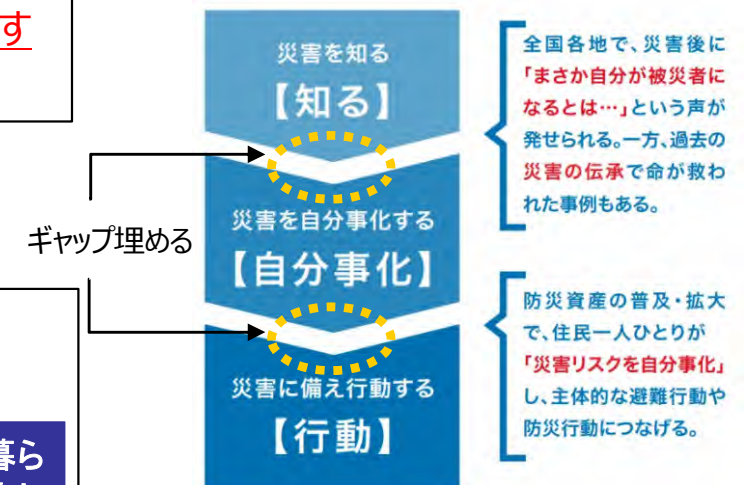 す
災害を知る
【知る】
全国各地で、災害後に
「まさか自分が被災者に
なるとは…」という声が
発せられる。一方、過去の
災害の伝承で命が救わ
れた事例もある。
ギャップ埋める
災害を自分事化する
【自分事化】
防災資産の普及・拡大
で、住民一人ひとりが
「災害リスクを自分事化」
し、主体的な避難行動や
防災行動につなげる。
災害に備え行動する
【行動】
暮ら